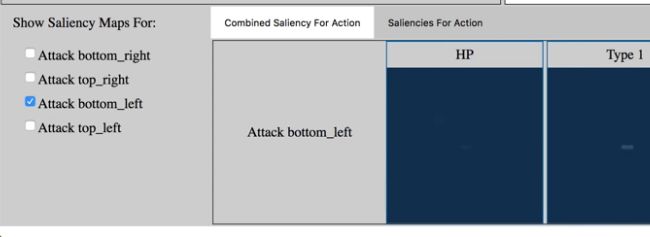 Show Saliency Maps For:
Attack bottom_right
Attack top_right
Attack bottom_left
Attack top_left
Combined Saliency For Action
Saliencies For Action
HP
Type 1
Attack bottom_left